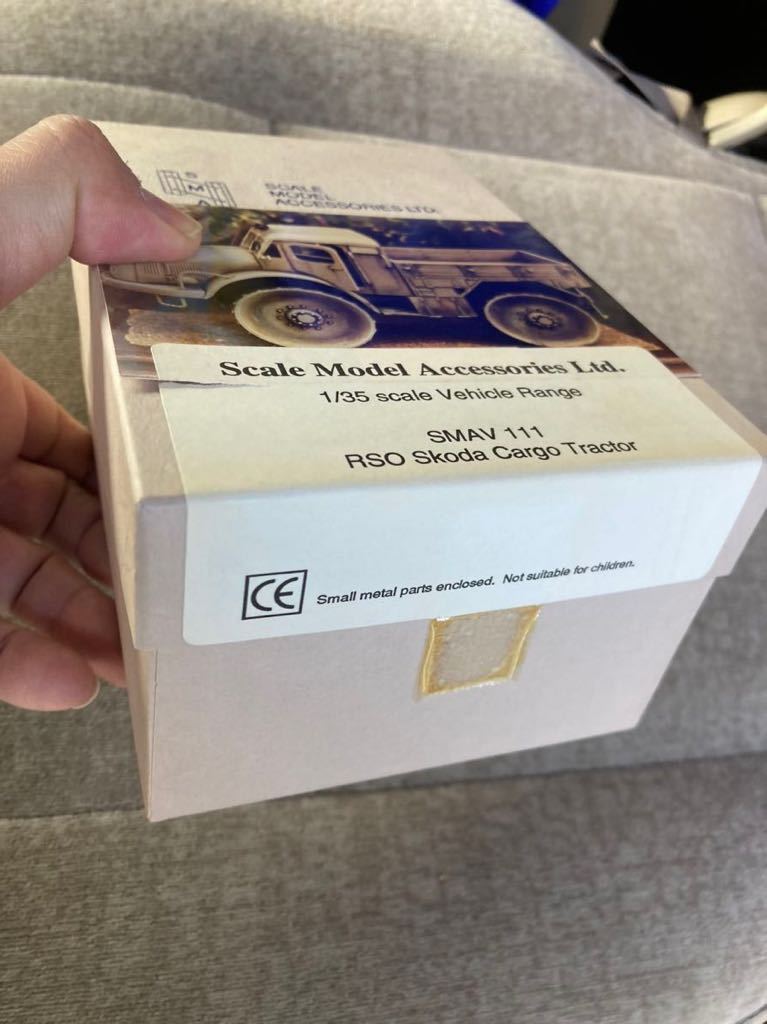 S
M
A
SCALE
MODEL
ACCESSORIES LTD.
Scale Model Accessories Ltd.
1/35 scale Vehicle Range
SMAV 111
RSO Skoda Cargo Tractor
CE Small metal parts enclosed. Not suitable for children.